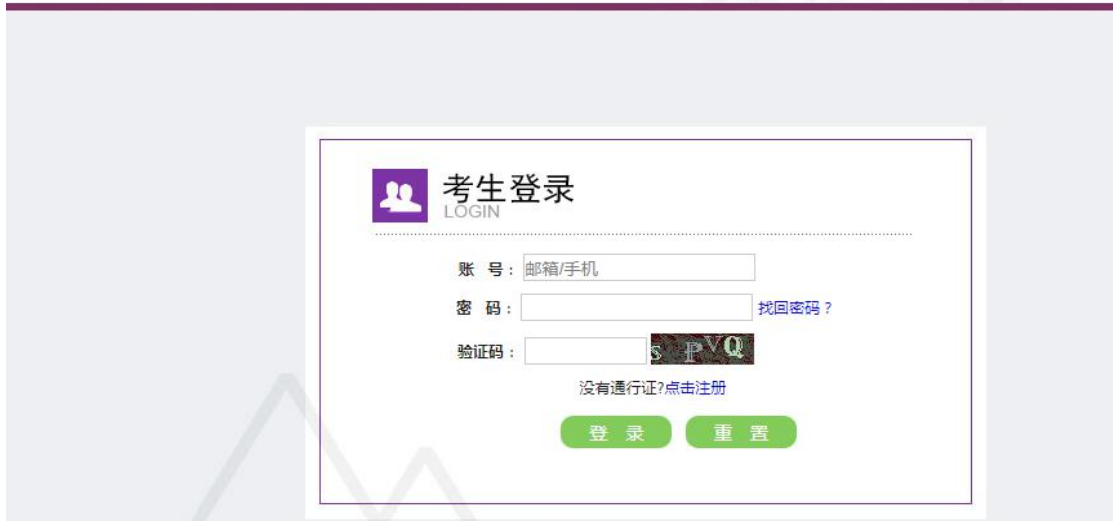 考生登录
LOGIN
账 号： 邮箱/手机
密 码： 找回密码？
验证码： S P V Q
没有通行证?点击注册
登 录 重 置